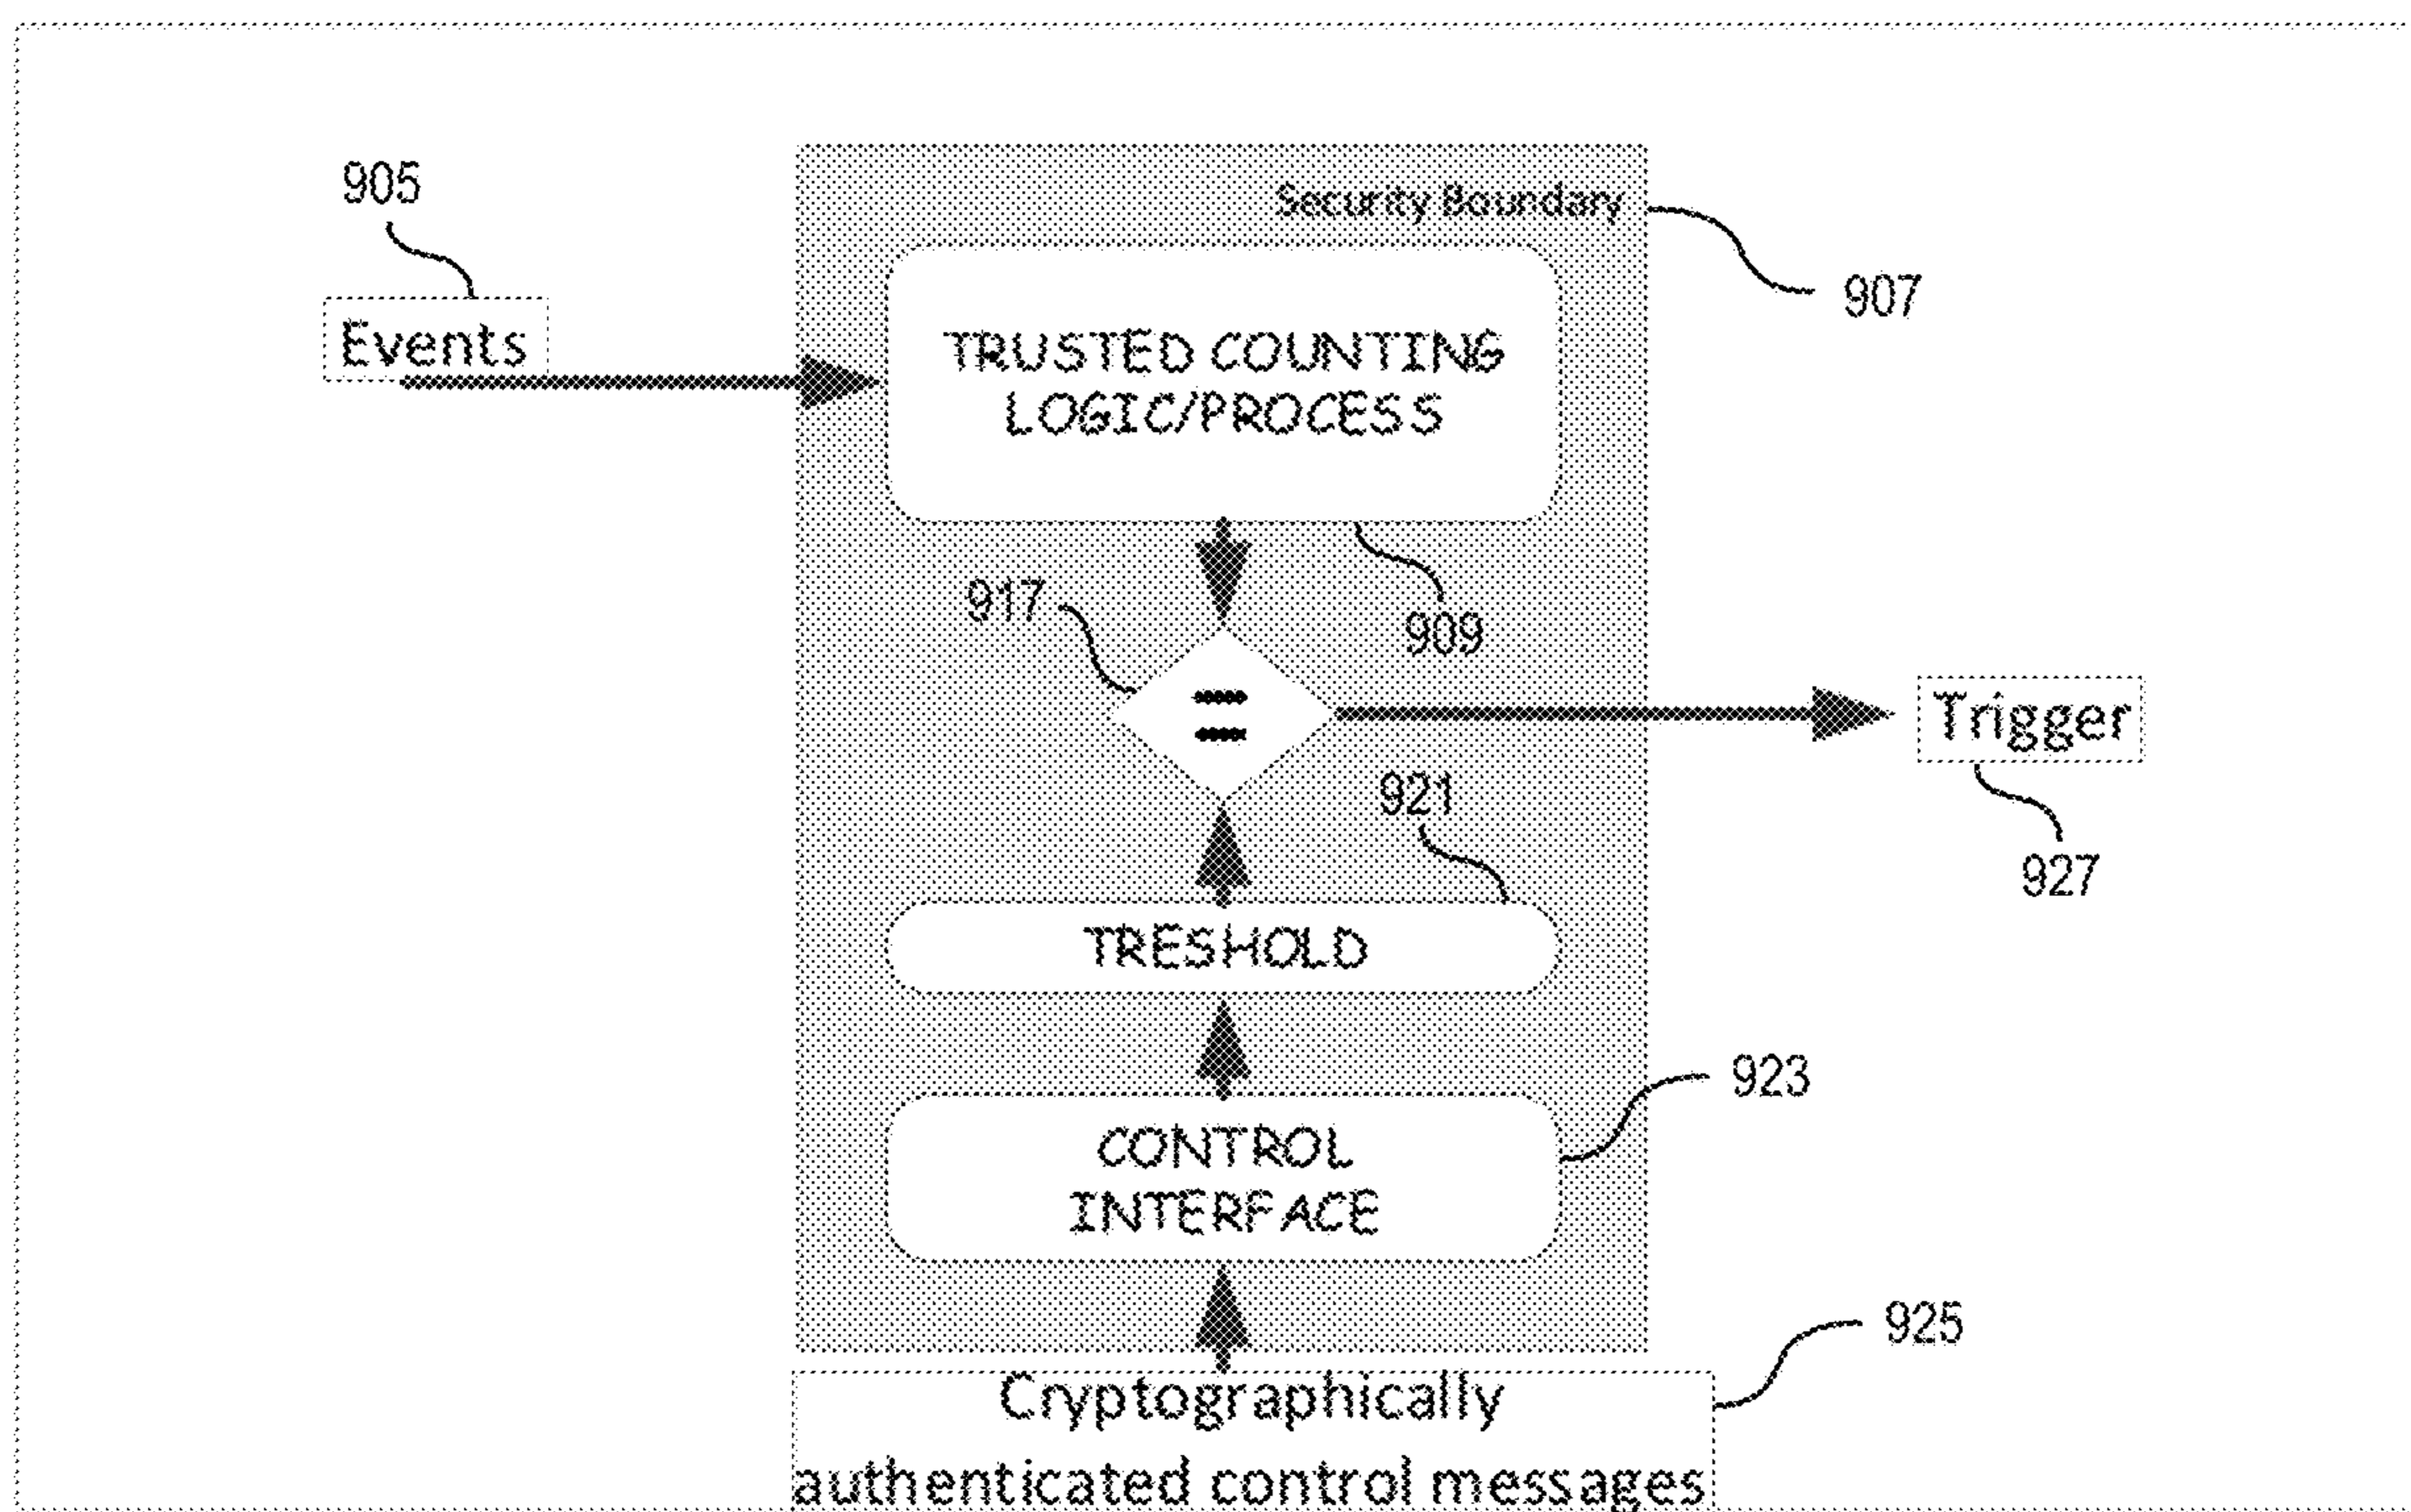 905
Security Boundary
907
Events
TRUSTED COUNTING
LOGIC/PROCESS
917
909
=
Trigger
921
927
TRESHOLD
923
CONTROL
INTERFACE
925
Cryptographically
authenticated control messages